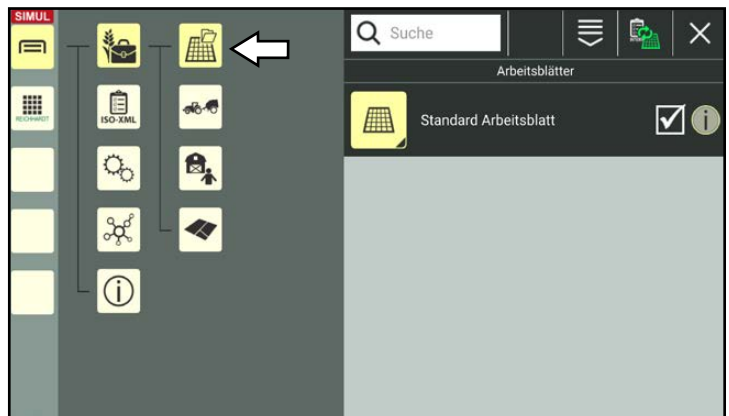 SIMUL
Suche
Arbeitsblätter
REICHHARDT
ISO-XML
Standard Arbeitsblatt